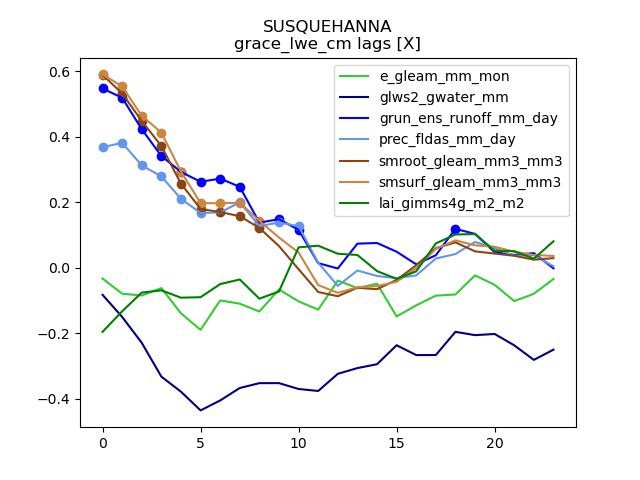 SUSQUEHANNA
grace_lwe_cm lags [X]
e_gleam_mm_mon
glws2_gwater_mm
grun_ens_runoff_mm_day
prec_fldas_mm_day
smroot_gleam_mm3_mm3
smsurf_gleam_mm3_mm3
lai_gimms4g_m2_m2
0.6
0.4
0.2
0.0
−0.2
−0.4
0 5 10 15 20